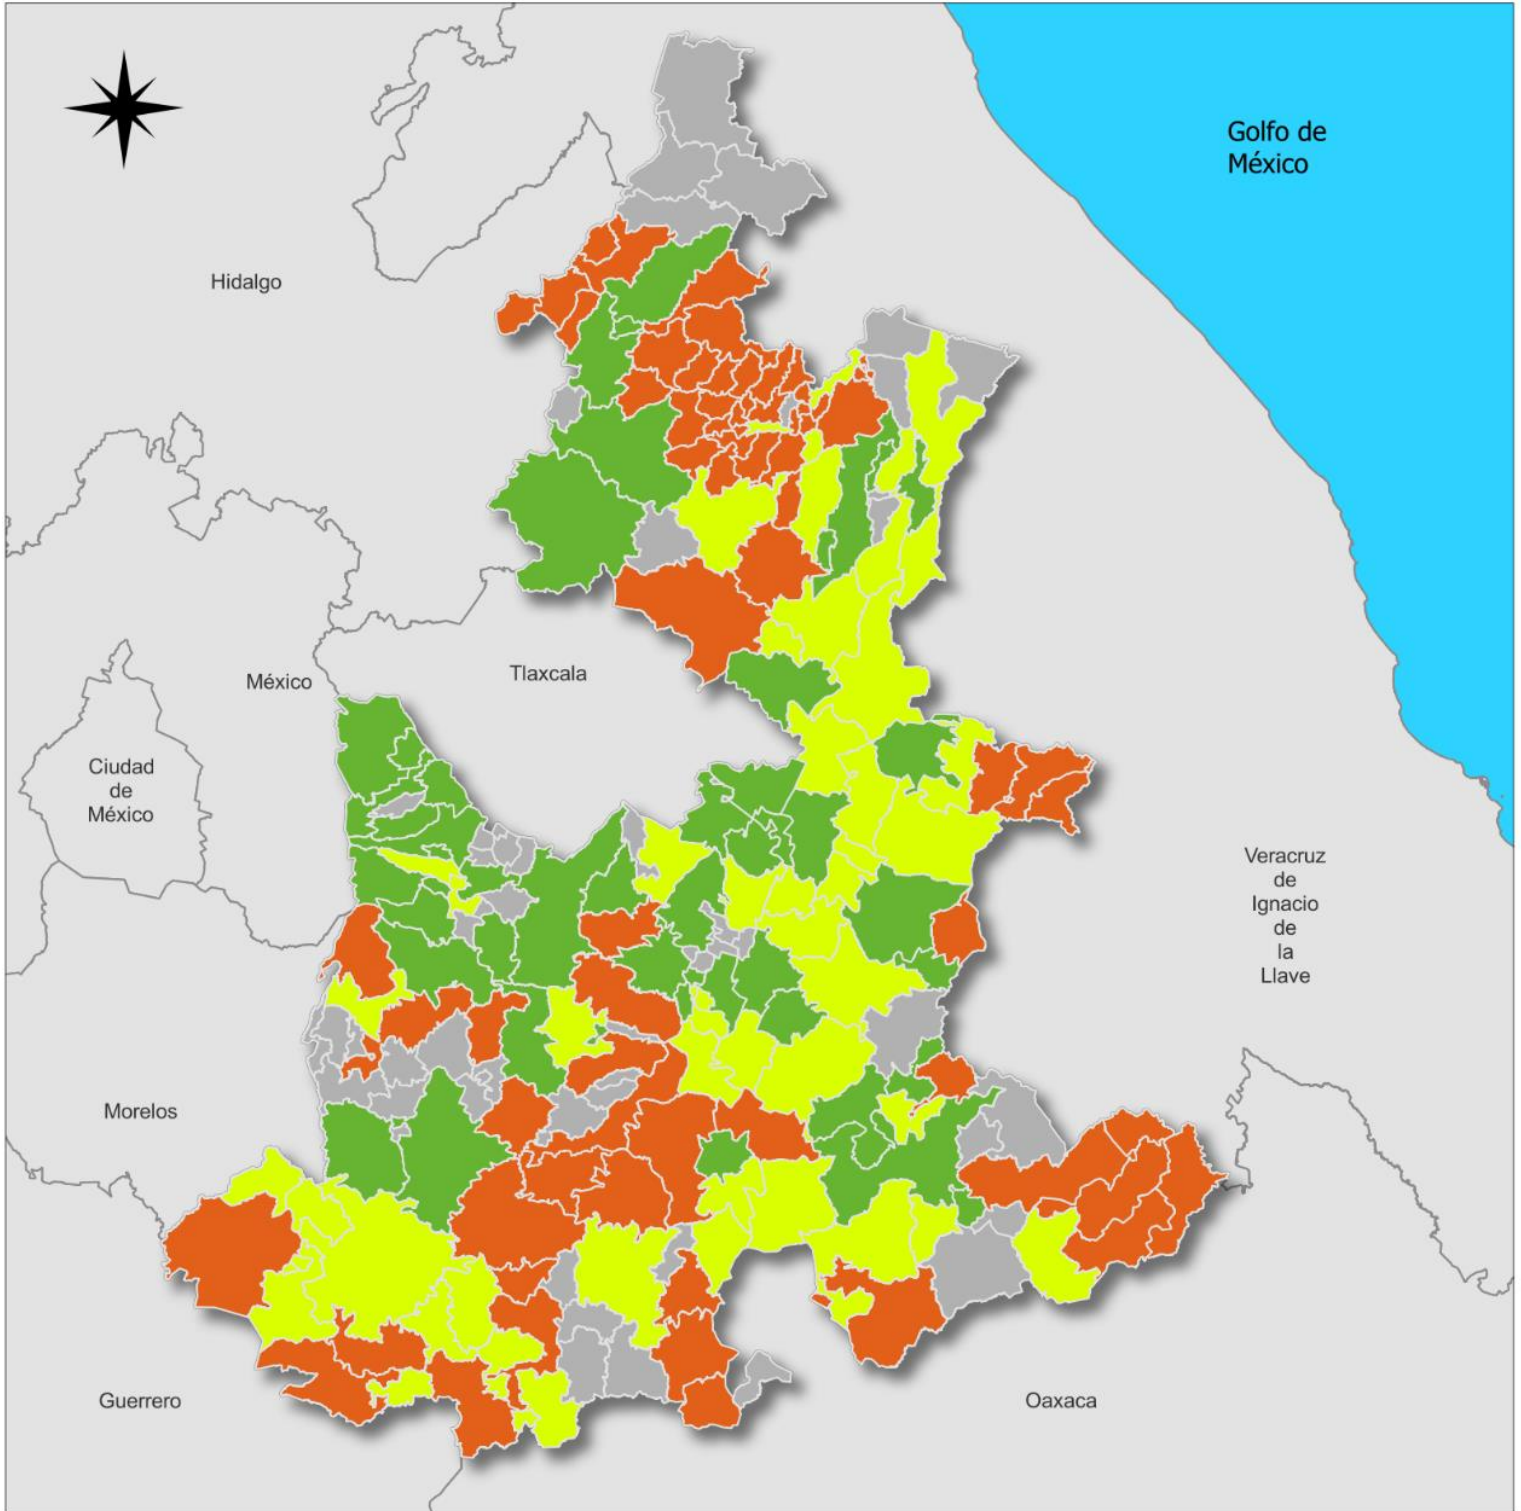 Golfo de
México
Hidalgo
Tlaxcala
México
Ciudad
de
México
Veracruz
de
Ignacio
de
la
Llave
Morelos
Guerrero
Oaxaca